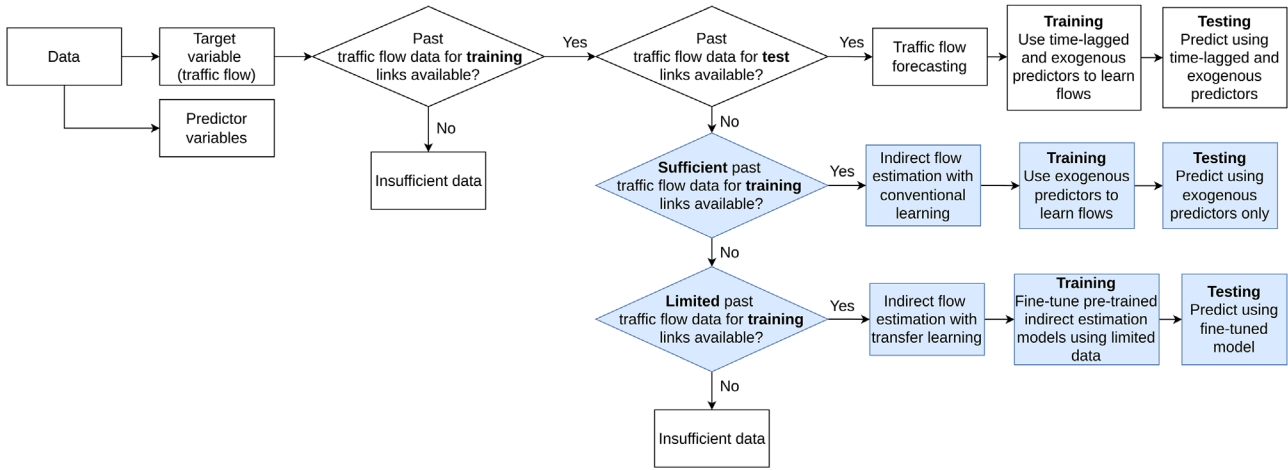 Data
Target
variable
(traffic flow)
Predictor
variables
Past
traffic flow data for training
links available?
Yes
No
Insufficient data
Past
traffic flow data for test
links available?
Yes
No
Traffic flow
forecasting
Training
Use time-lagged
and exogenous
predictors to learn
flows
Testing
Predict using
time-lagged and
exogenous
predictors
Sufficient past
traffic flow data for training
links available?
Yes
No
Indirect flow
estimation with
conventional
learning
Training
Use exogenous
predictors to
learn flows
Testing
Predict using
exogenous
predictors only
Limited past
traffic flow data for training
links available?
Yes
No
Indirect flow
estimation with
transfer learning
Training
Fine-tune pre-trained
indirect estimation
models using limited
data
Testing
Predict using
fine-tuned
model
Insufficient data